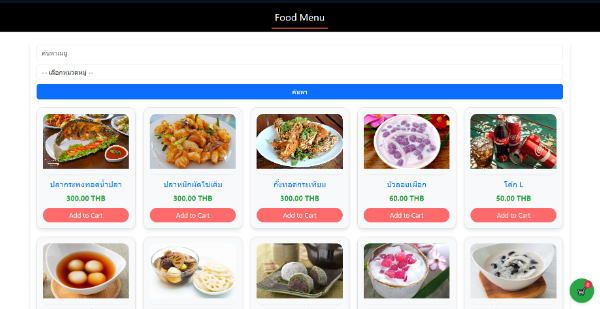 Food Menu
ค้นหาเมนู
-- เลือกหมวดหมู่ --
ค้นหา
ปลากระพงทอดน้ำปลา
300.00 THB
Add to Cart
ปลาหมึกผัดไข่เค็ม
300.00 THB
Add to Cart
กุ้งทอดกระเทียม
300.00 THB
Add to Cart
บัวลอยเผือก
60.00 THB
Add to Cart
โค้ก L
50.00 THB
Add to Cart